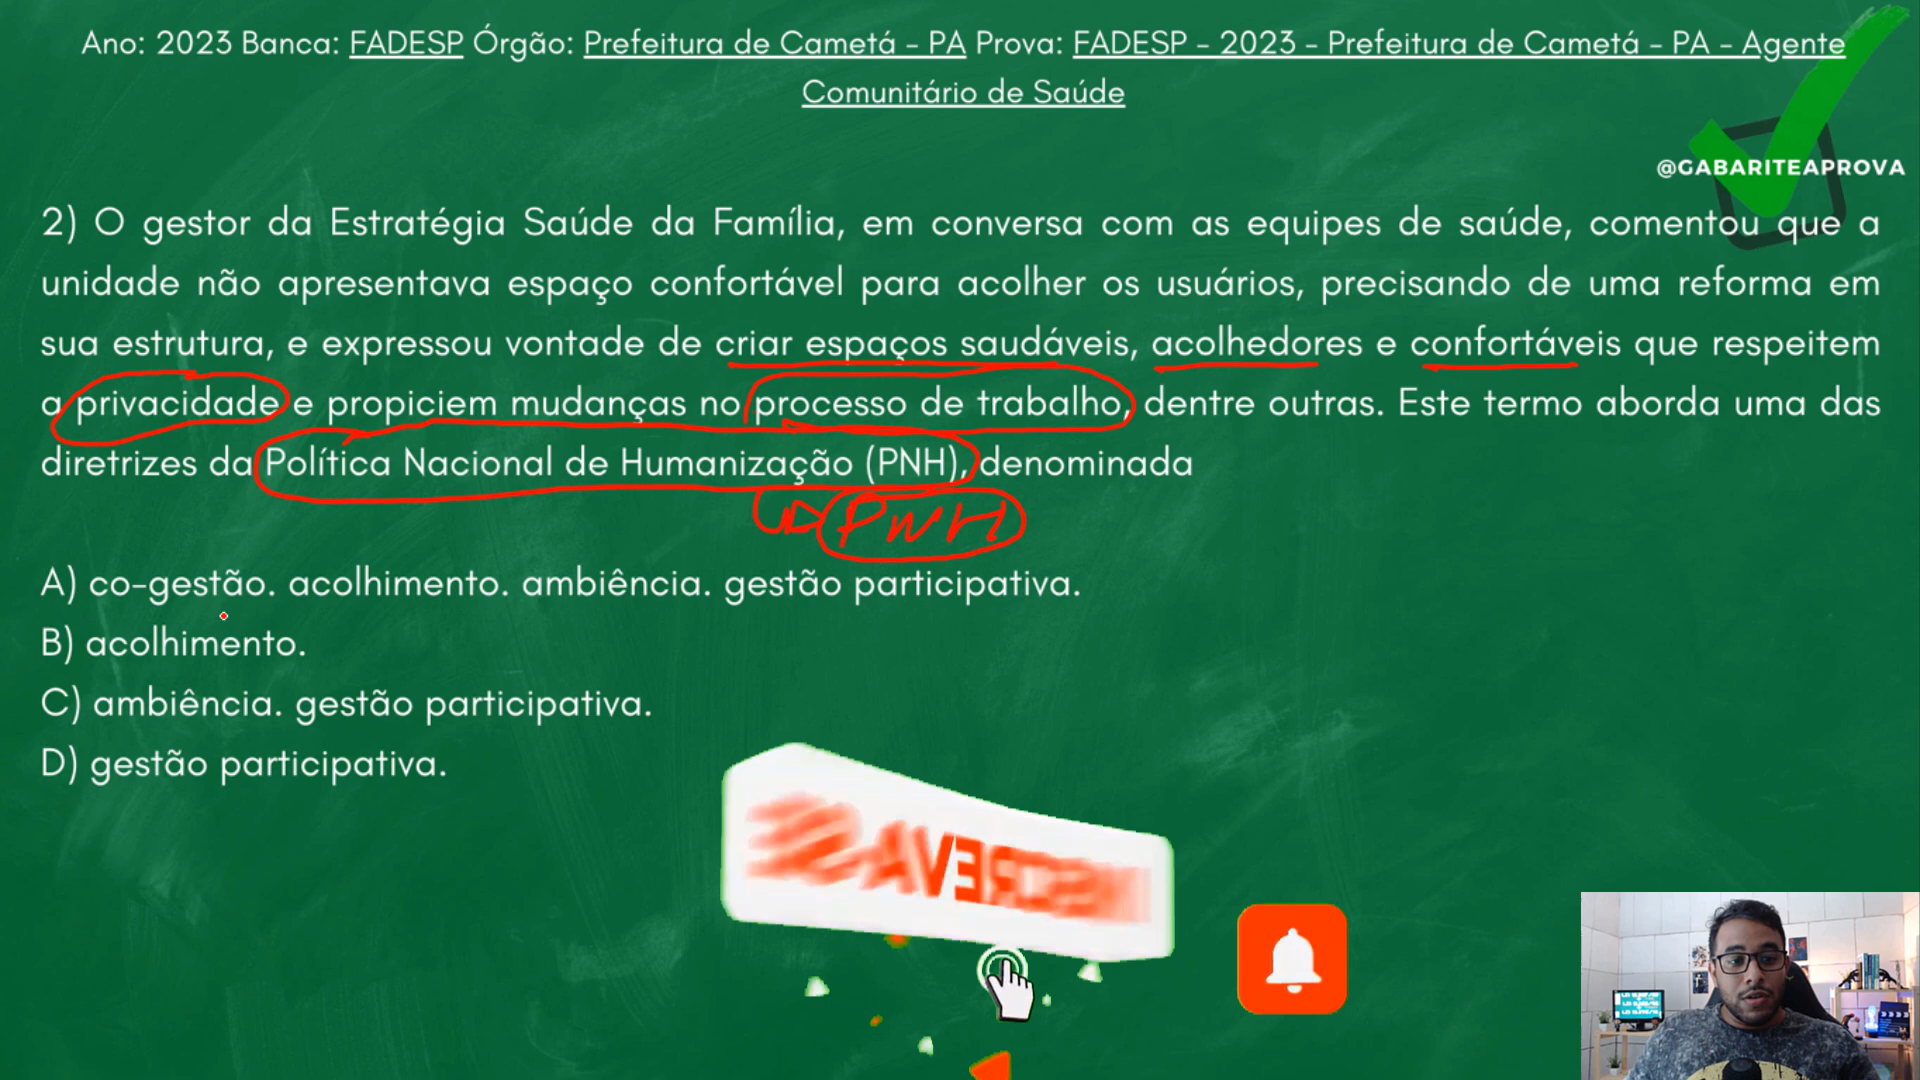 Ano: 2023 Banca: FADESP Órgão: Prefeitura de Cametá - PA Prova: FADESP - 2023 - Prefeitura de Cametá - PA - Agente
Comunitário de Saúde
@GABARITEAPROVA
2) O gestor da Estratégia Saúde da Família, em conversa com as equipes de saúde, comentou que a
unidade não apresentava espaço confortável para acolher os usuários, precisando de uma reforma em
sua estrutura, e expressou vontade de criar espaços saudáveis, acolhedores e confortáveis que respeitem
a privacidade e propiciem mudanças no processo de trabalho, dentre outras. Este termo aborda uma das
diretrizes da Política Nacional de Humanização (PNH), denominada
PNH
A) co-gestão. acolhimento. ambiência. gestão participativa.
B) acolhimento.
C) ambiência. gestão participativa.
D) gestão participativa.